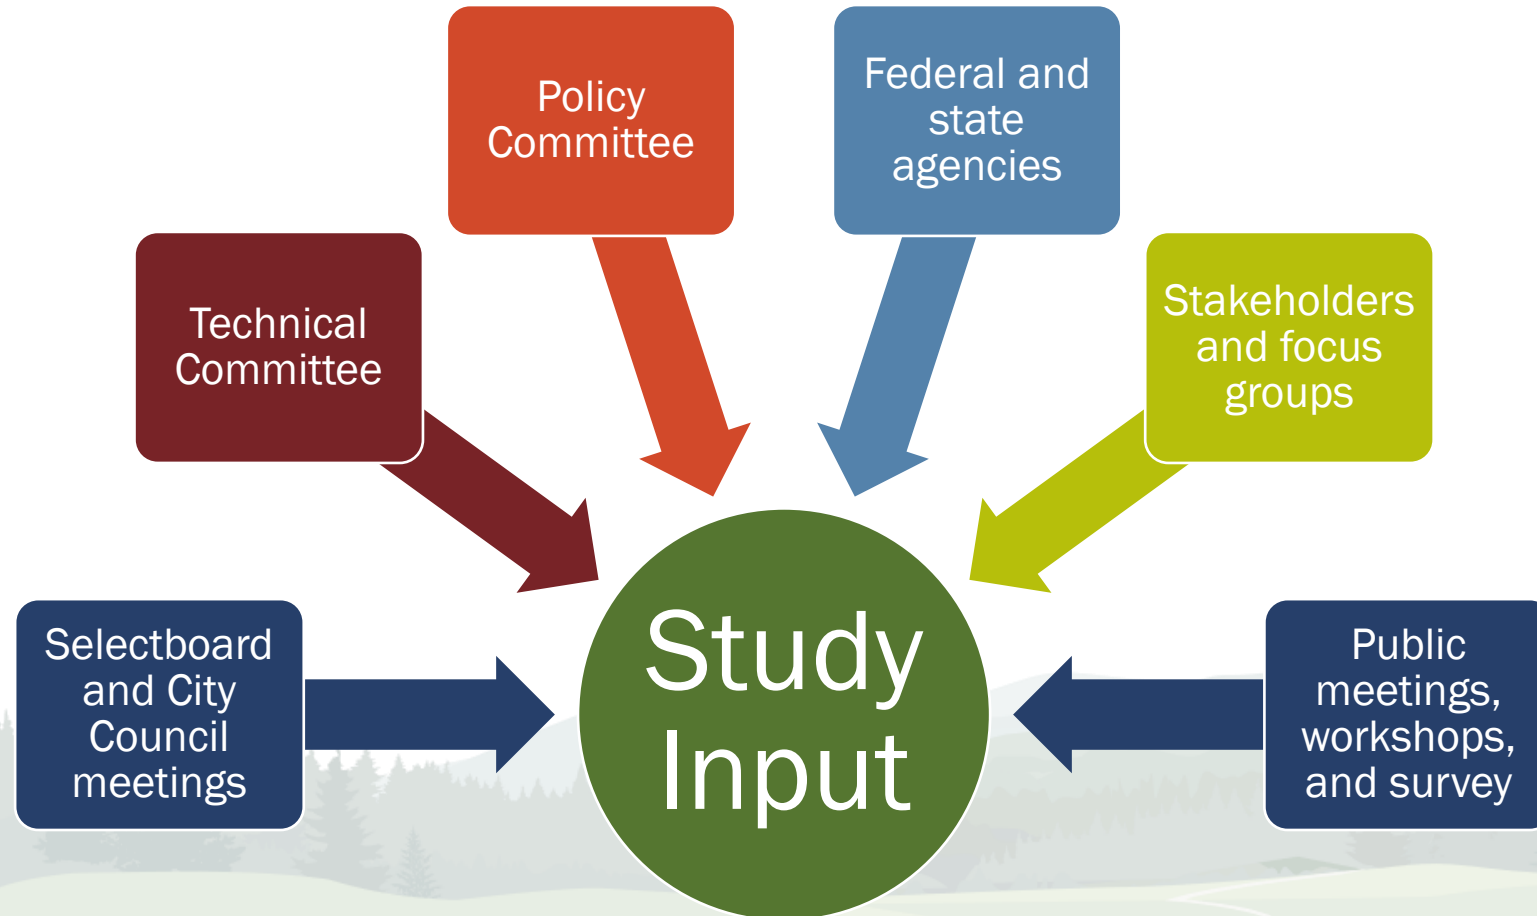 Policy
Committee
Federal and
state
agencies
Technical
Committee
Stakeholders
and focus
groups
Selectboard
and City
Council
meetings
Study
Input
Public
meetings,
workshops,
and survey